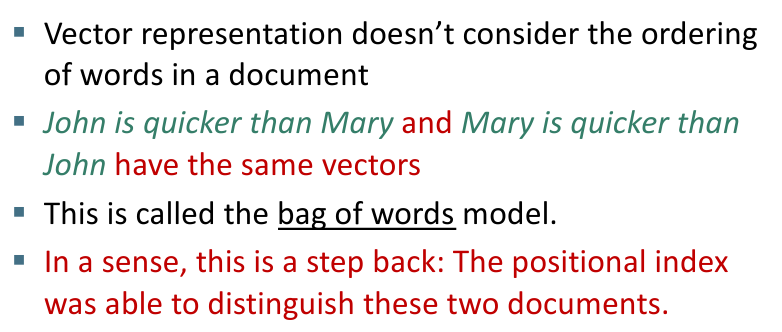 ▪ Vector representation doesn’t consider the ordering
of words in a document
▪ John is quicker than Mary and Mary is quicker than
John have the same vectors
▪ This is called the bag of words model.
▪ In a sense, this is a step back: The positional index
was able to distinguish these two documents.